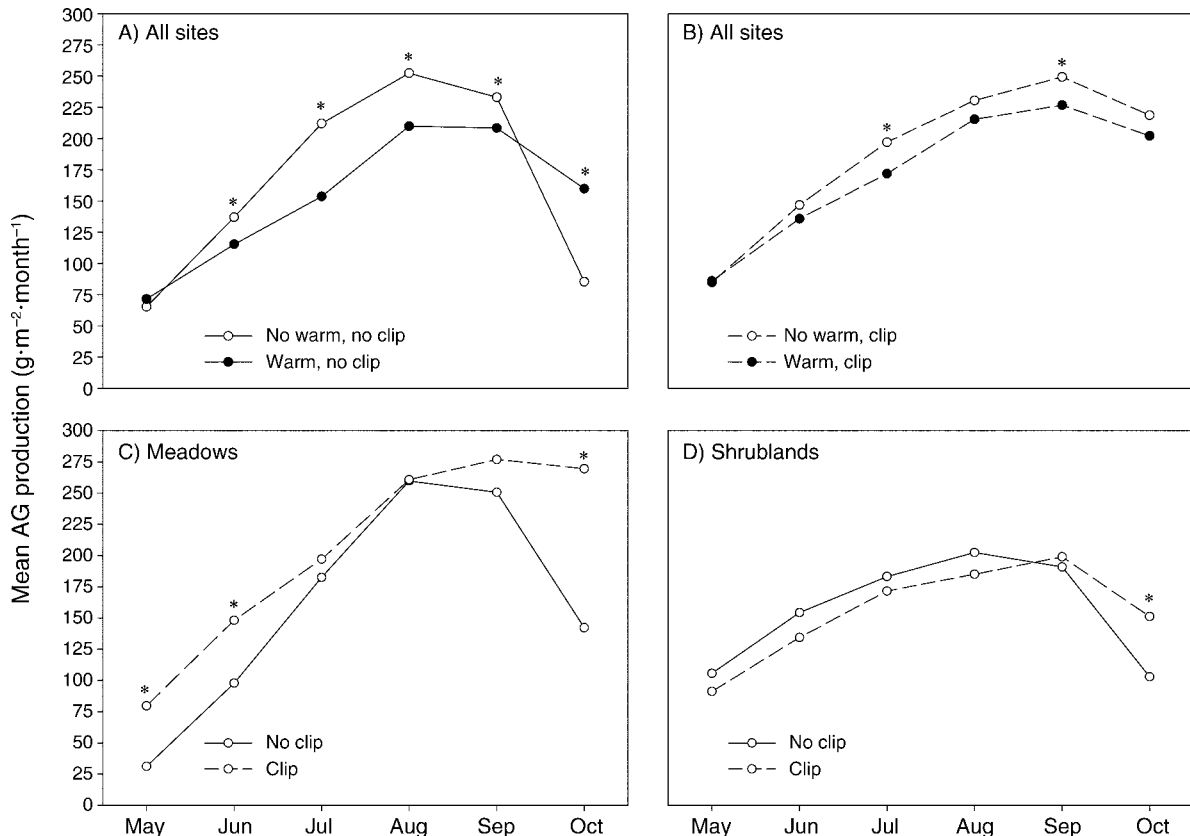 Mean AG production (g·m⁻²·month⁻¹)
A) All sites
300
275
250
225
200
175
150
125
100
75
50
25
0
*
*
*
*
*
No warm, no clip
Warm, no clip
B) All sites
*
*
No warm, clip
Warm, clip
C) Meadows
300
275
250
225
200
175
150
125
100
75
50
25
0
*
*
*
No clip
Clip
May Jun Jul Aug Sep Oct
D) Shrublands
*
No clip
Clip
May Jun Jul Aug Sep Oct